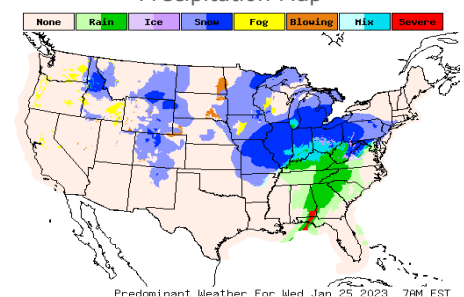 Precipitation Map
None Rain Ice Snow Fog Blowing Mix Severe
Predominant Weather For Wed Jan 25 2023 7AM EST